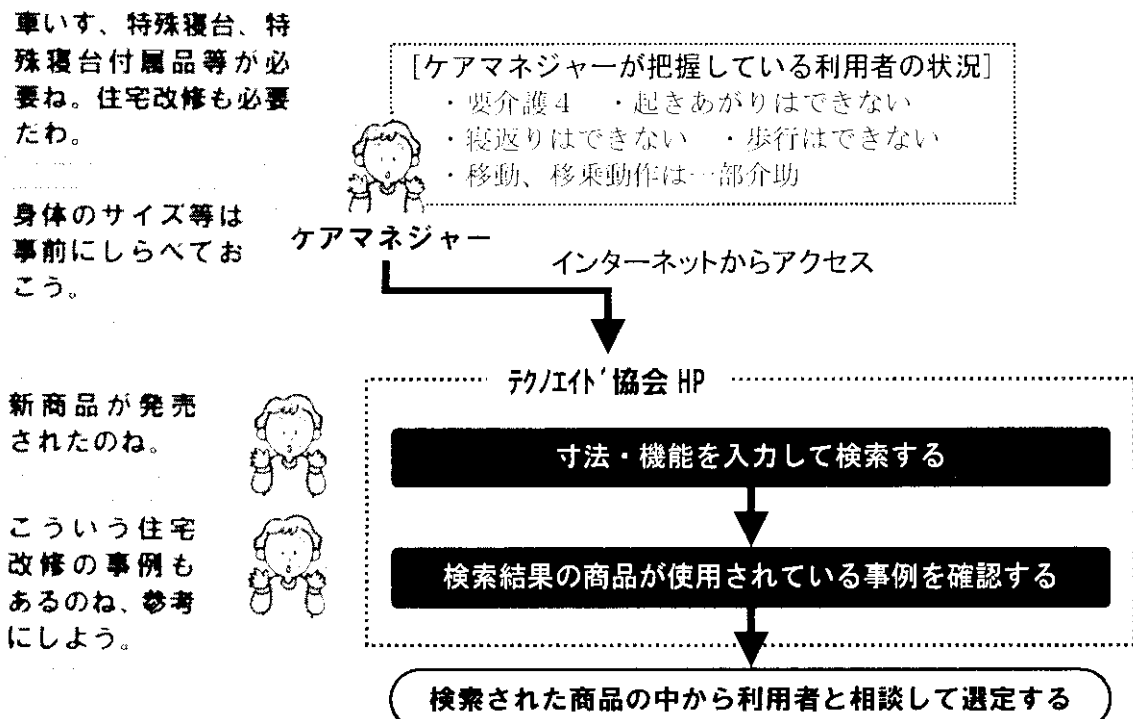 車いす、特殊寝台、特
殊寝台付属品等が必
要ね。住宅改修も必要
だわ。
[ケアマネジャーが把握している利用者の状況]
・要介護4 ・起きあがりはできない
・寝返りはできない ・歩行はできない
・移動、移乗動作は一部介助
身体のサイズ等は
事前にしらべてお
こう。
ケアマネジャー
インターネットからアクセス
テクノエイド協会 HP
新商品が発売
されたのね。
寸法・機能を入力して検索する
こういう住宅
改修の事例も
あるのね、参考
にしよう。
検索結果の商品が使用されている事例を確認する
検索された商品の中から利用者と相談して選定する